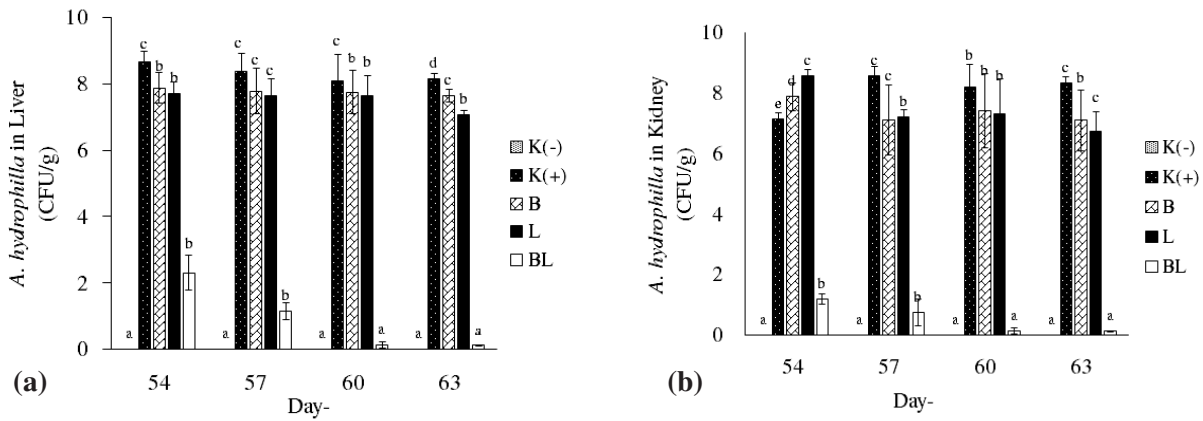 A. hydrophilla in Liver
(CFU/g)
10
8
6
4
2
0
a c b b b
a c c c b
a c b b a
a d c b a
54 57 60 63
Day-
K(-)
K(+)
B
L
BL
(a)
A. hydrophilla in Kidney
(CFU/g)
10
8
6
4
2
0
a e d c b
a c c b b
a b b b a
a c b c a
54 57 60 63
Day-
K(-)
K(+)
B
L
BL
(b)